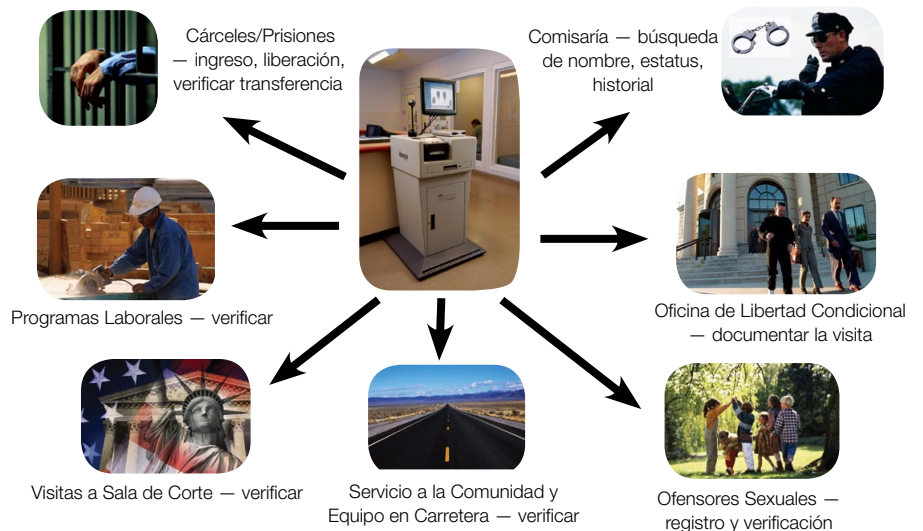 Cárceles/Prisiones
— ingreso, liberación,
verificar transferencia
Comisaría — búsqueda
de nombre, estatus,
historial
Programas Laborales — verificar
Oficina de Libertad Condicional
— documentar la visita
Visitas a Sala de Corte — verificar
Servicio a la Comunidad y
Equipo en Carretera — verificar
Ofensores Sexuales —
registro y verificación